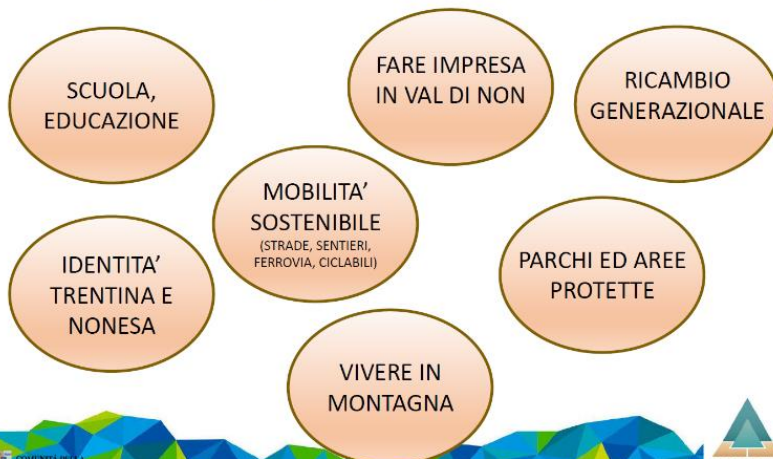 SCUOLA,
EDUCAZIONE
FARE IMPRESA
IN VAL DI NON
RICAMBIO
GENERAZIONALE
MOBILITA’
SOSTENIBILE
(STRADE, SENTIERI,
FERROVIA, CICLABILI)
IDENTITA’
TRENTINA E
NONESA
PARCHI ED AREE
PROTETTE
VIVERE IN
MONTAGNA